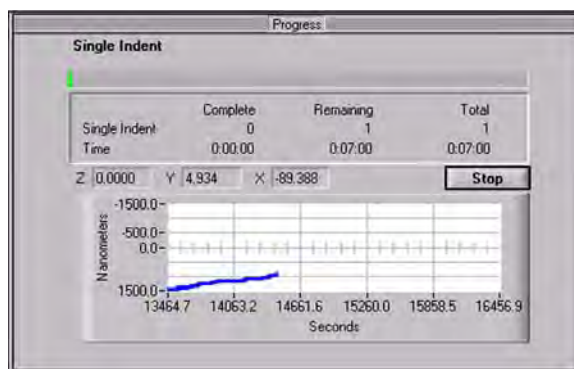 Progress
Single Indent
Complete Remaining Total
Single Indent 0 1 1
Time 0:00:00 0:07:00 0:07:00
Z 0.0000 Y 4.934 X -89.388 Stop
-1500.0
-500.0
0.0
1500.0
Nanometers
13464.7 14063.2 14661.6 15260.0 15858.5 16456.9
Seconds